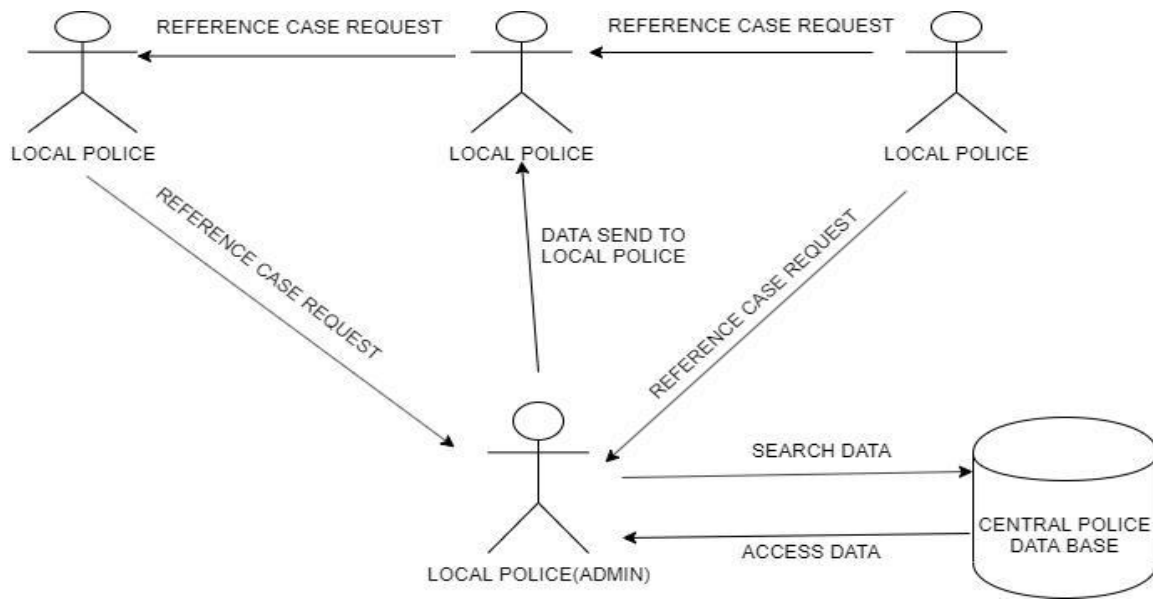 REFERENCE CASE REQUEST
REFERENCE CASE REQUEST
LOCAL POLICE
LOCAL POLICE
LOCAL POLICE
REFERENCE CASE REQUEST
DATA SEND TO
LOCAL POLICE
REFERENCE CASE REQUEST
SEARCH DATA
CENTRAL POLICE
DATA BASE
ACCESS DATA
LOCAL POLICE(ADMIN)